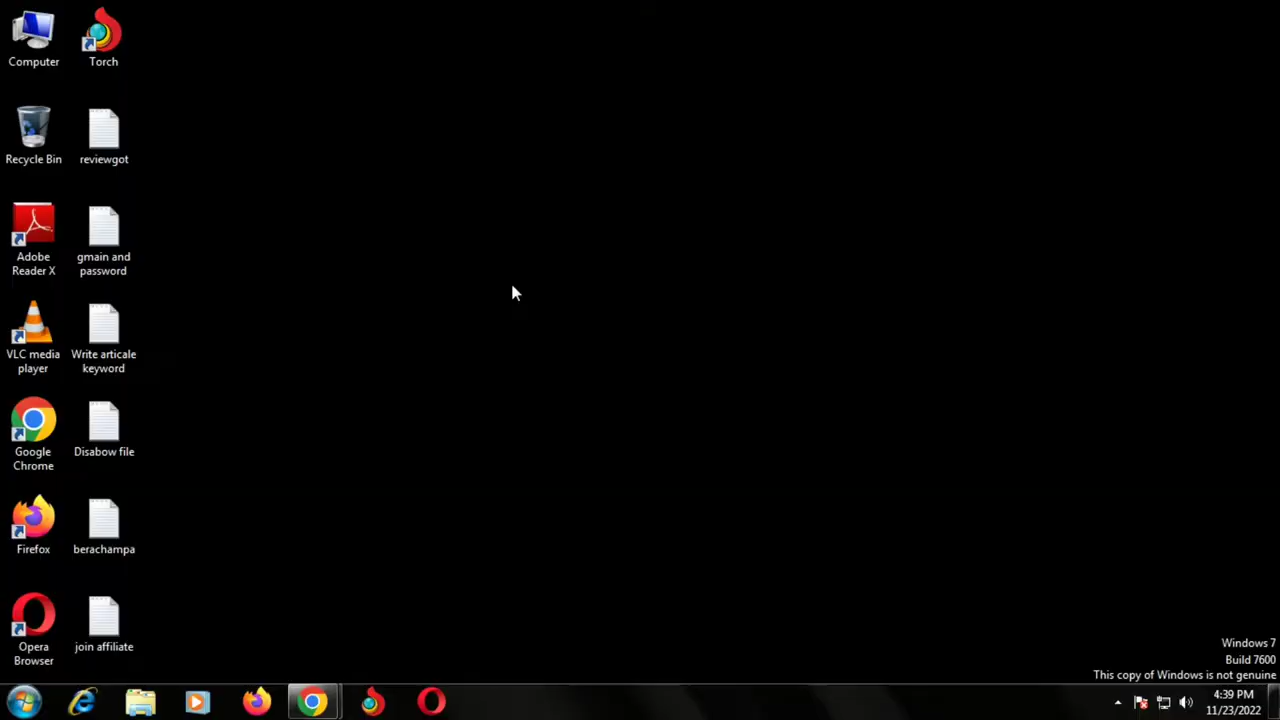 Computer
Torch
Recycle Bin
reviewgot
Adobe
Reader X
gmain and
password
VLC media
player
Write articale
keyword
Google
Chrome
Disabow file
Firefox
berachampa
Opera
Browser
join affiliate
Windows 7
Build 7600
This copy of Windows is not genuine
4:39 PM
11/23/2022